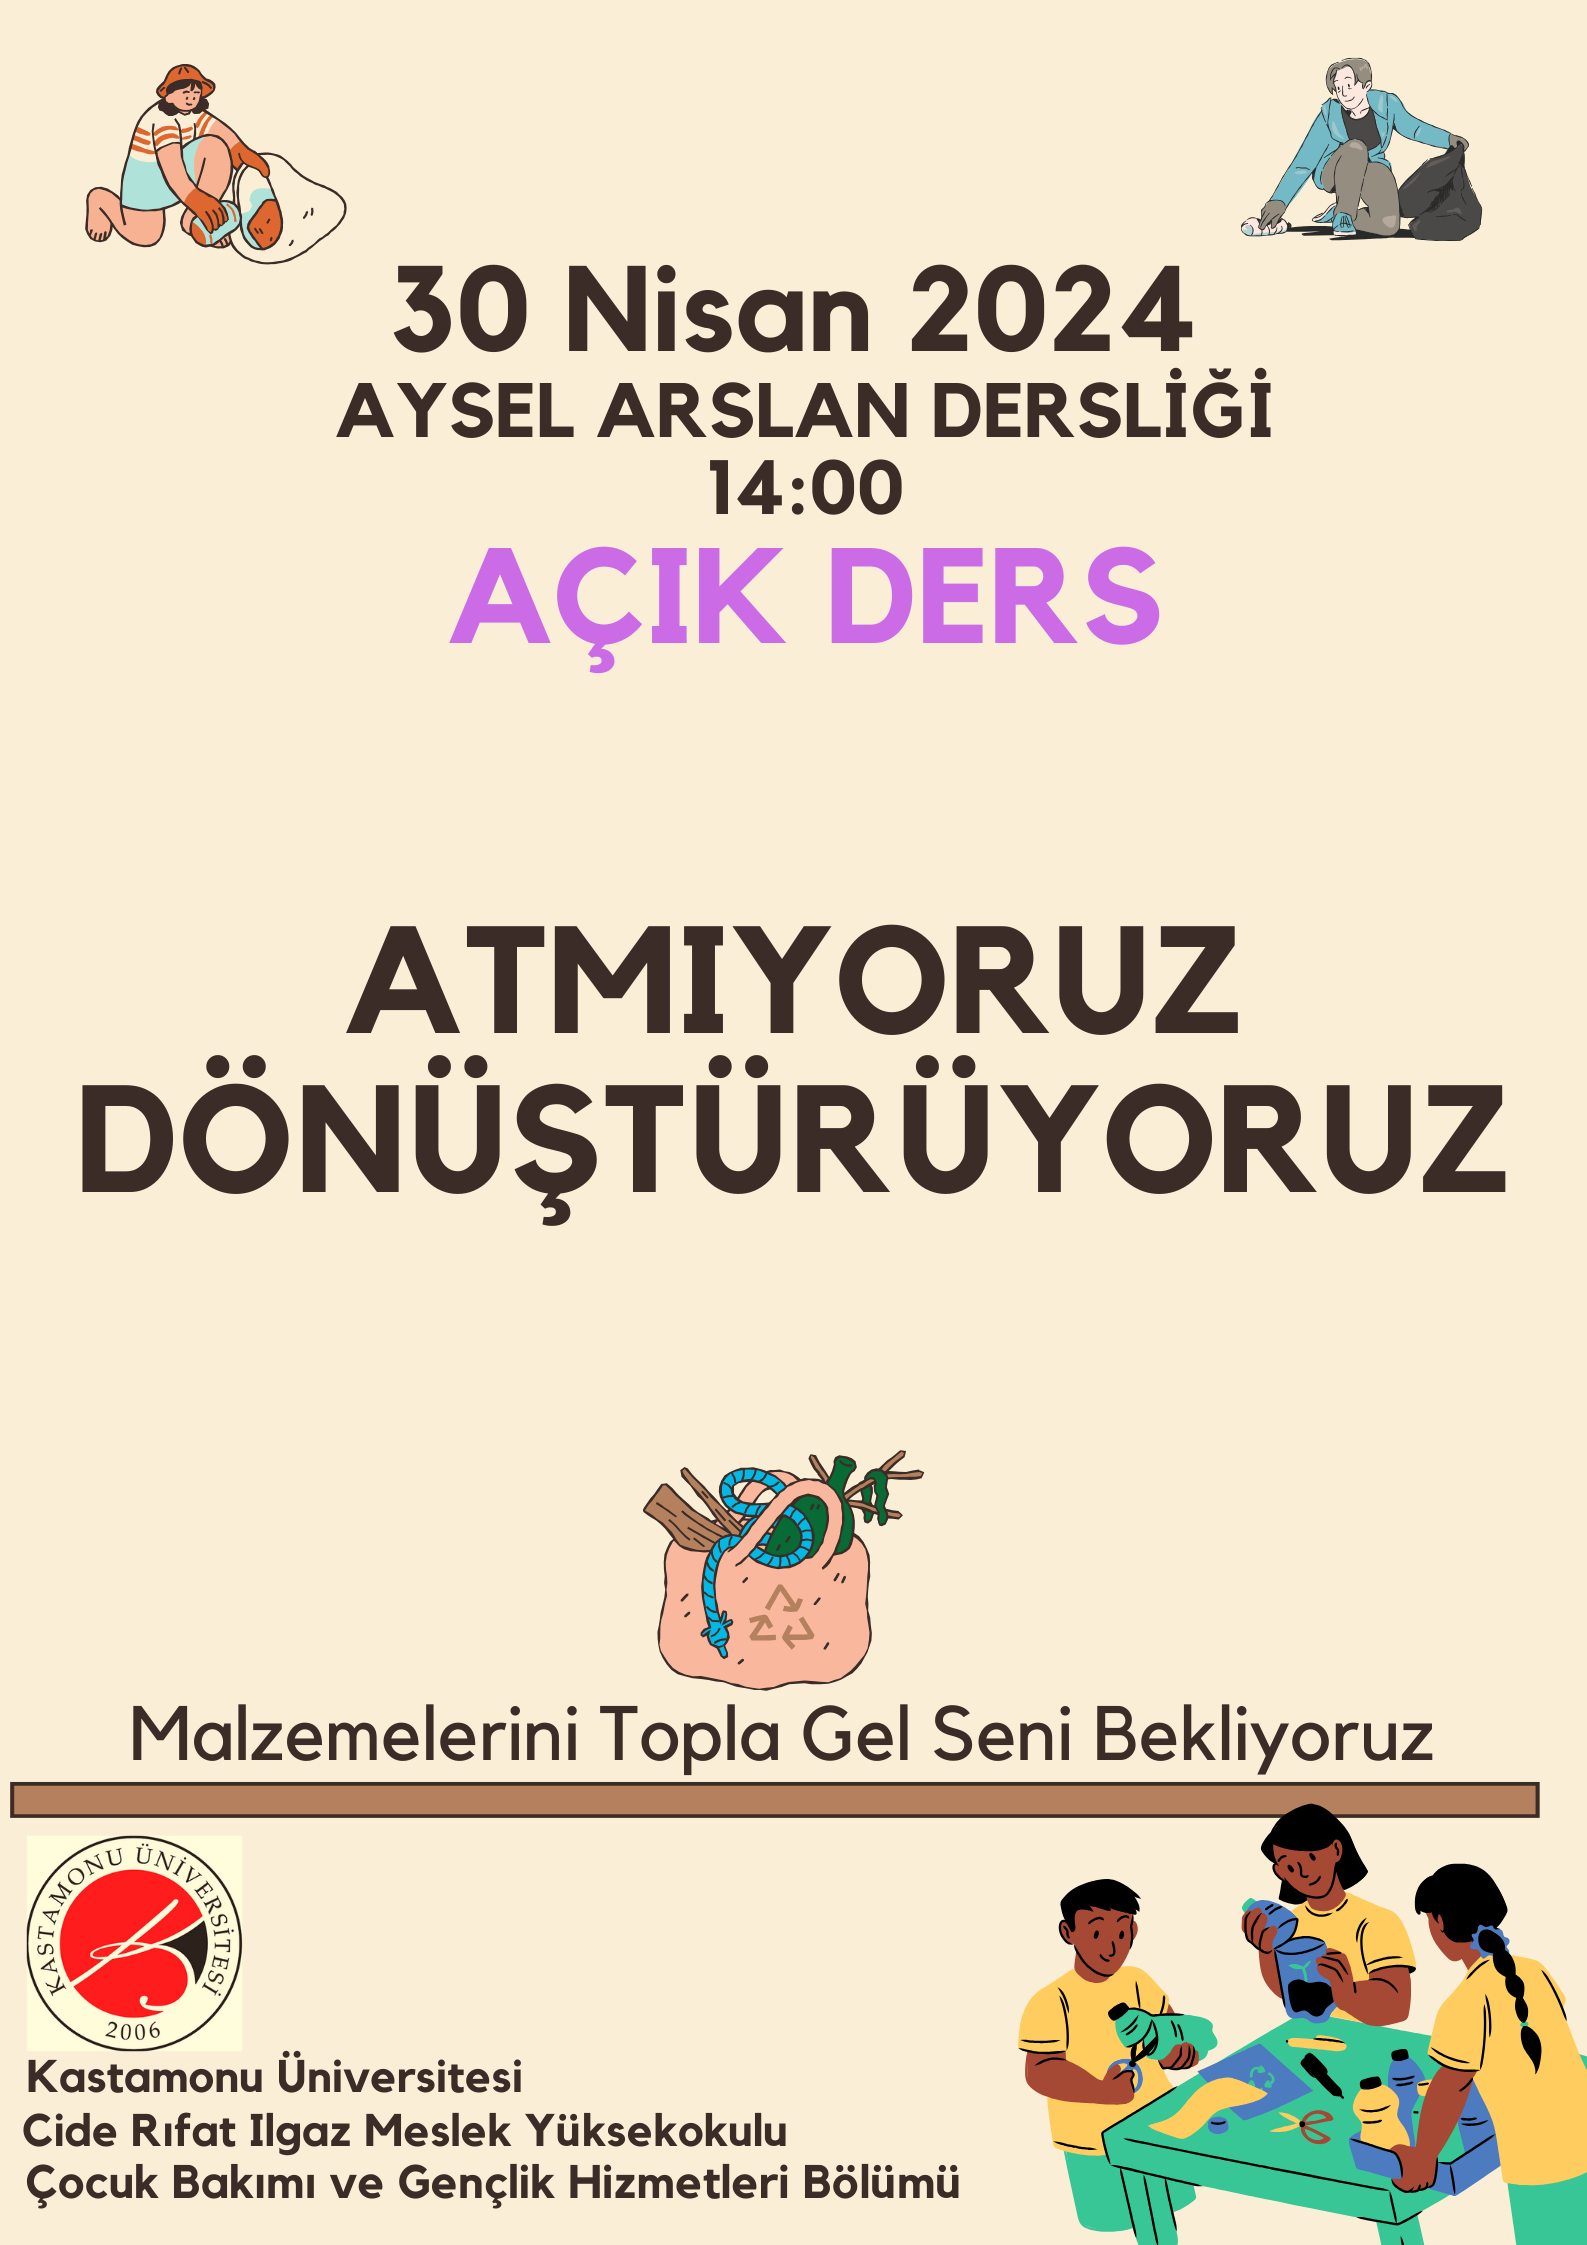 30 Nisan 2024
AYSEL ARSLAN DERSLİĞİ
14:00
AÇIK DERS
ATMIYORUZ
DÖNÜŞTÜRÜYORUZ
Malzemelerini Topla Gel Seni Bekliyoruz
KASTAMONU ÜNİVERSİTESİ
2006
Kastamonu Üniversitesi
Cide Rıfat Ilgaz Meslek Yüksekokulu
Çocuk Bakımı ve Gençlik Hizmetleri Bölümü